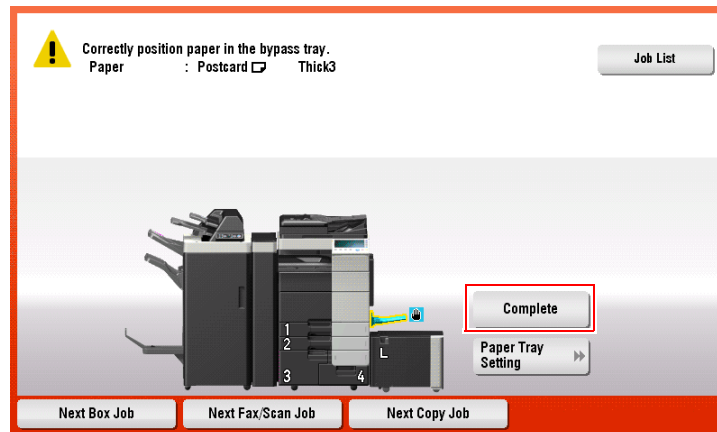 Correctly position paper in the bypass tray.
Paper : Postcard Thick3
Job List
1
2
3
4
L
Complete
Paper Tray
Setting
Next Box Job
Next Fax/Scan Job
Next Copy Job